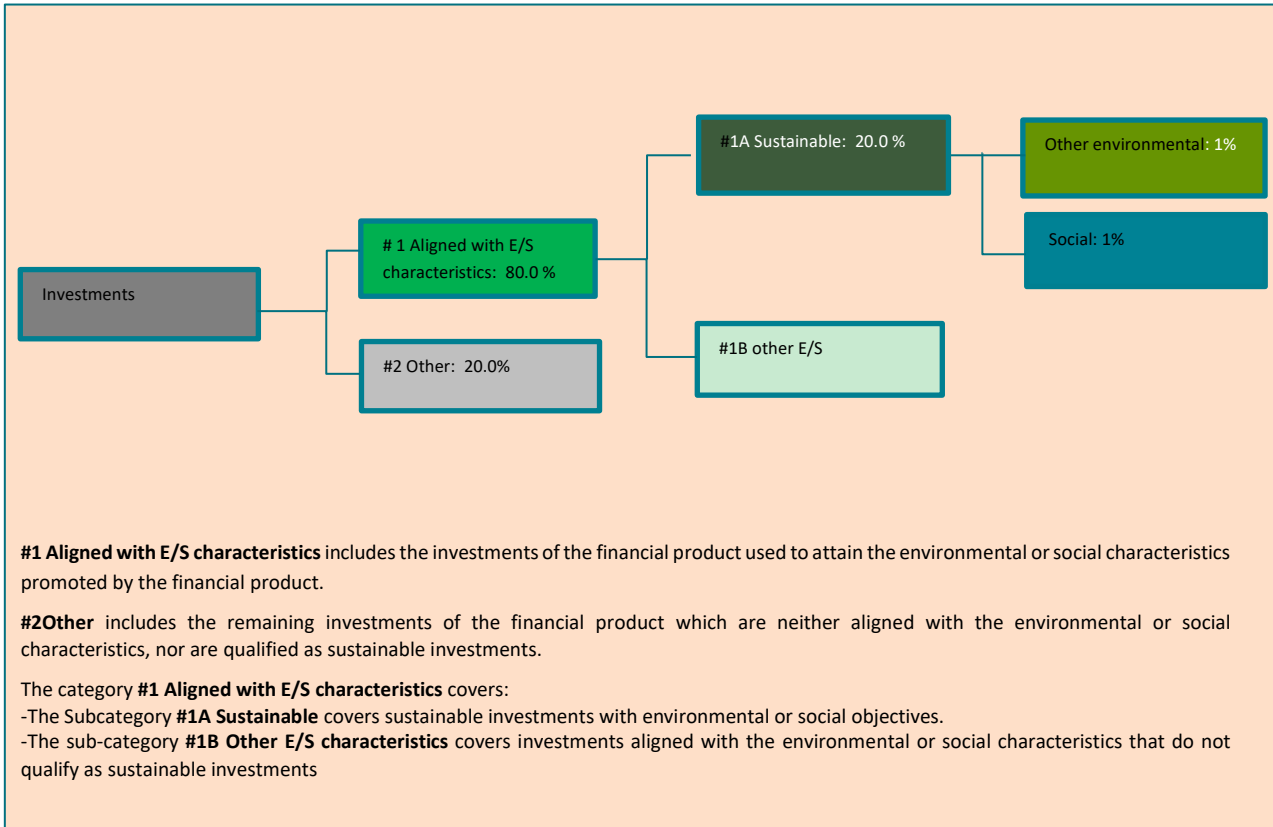 #1A Sustainable: 20.0 %
Other environmental: 1%
# 1 Aligned with E/S
characteristics: 80.0 %
Social: 1%
Investments
#2 Other: 20.0%
#1B other E/S
#1 Aligned with E/S characteristics includes the investments of the financial product used to attain the environmental or social characteristics
promoted by the financial product.
#2Other includes the remaining investments of the financial product which are neither aligned with the environmental or social
characteristics, nor are qualified as sustainable investments.
The category #1 Aligned with E/S characteristics covers:
-The Subcategory #1A Sustainable covers sustainable investments with environmental or social objectives.
-The sub-category #1B Other E/S characteristics covers investments aligned with the environmental or social characteristics that do not
qualify as sustainable investments